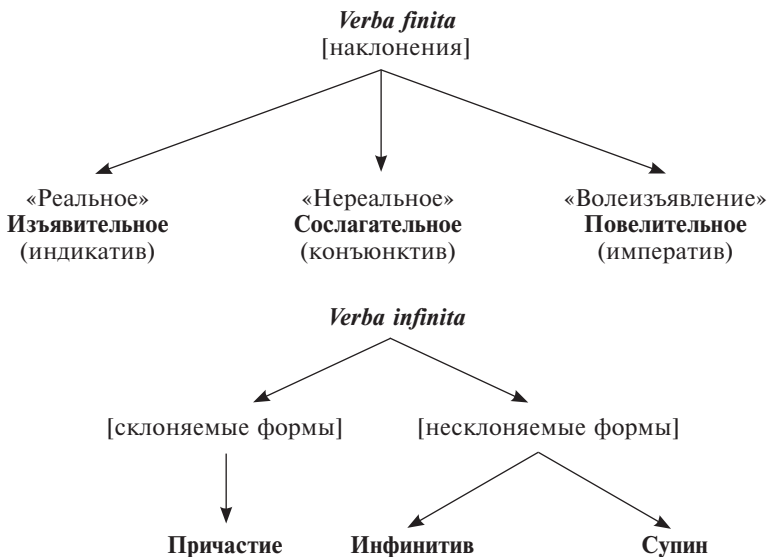 Verba finita
[наклонения]
«Реальное» «Нереальное» «Волеизъявление»
Изъявительное Сослагательное Повелительное
(индикатив) (конъюнктив) (императив)
Verba infinita
[склоняемые формы] [несклоняемые формы]
Причастие Инфинитив Супин